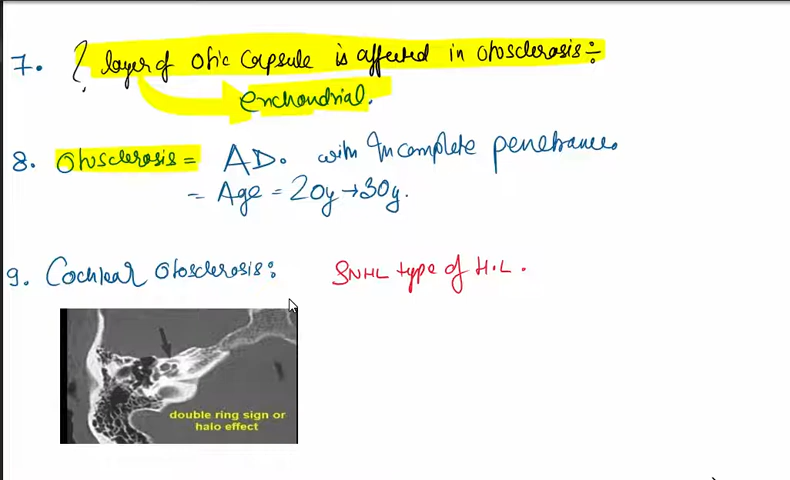 7. ? layer of Otic Capsule is affected in otosclerosis÷
enchondrial.
8. Otosclerosis = AD. with Incomplete penetrance.
= Age = 20y → 30y.
9. Cochlear Otosclerosis: SNHL type of H.L.
double ring sign or
halo effect